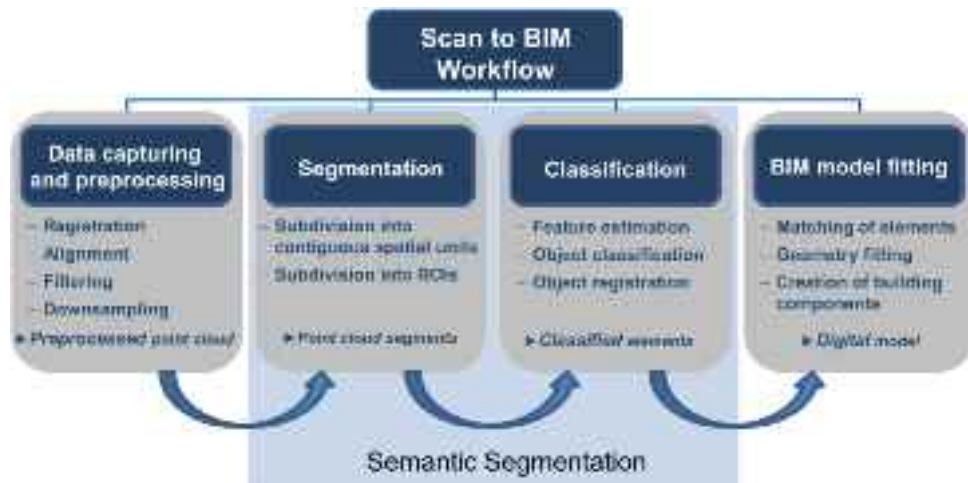 Scan to BIM
Workflow
Data capturing
and preprocessing
– Registration
– Alignment
– Filtering
– Downsampling
► Preprocessed point cloud
Segmentation
– Subdivision into
contiguous spatial units
– Subdivision into ROIs
► Point cloud segments
Classification
– Feature estimation
– Object classification
– Object registration
► Classified elements
BIM model fitting
– Matching of elements
– Geometry fitting
– Creation of building
components
► Digital model
Semantic Segmentation